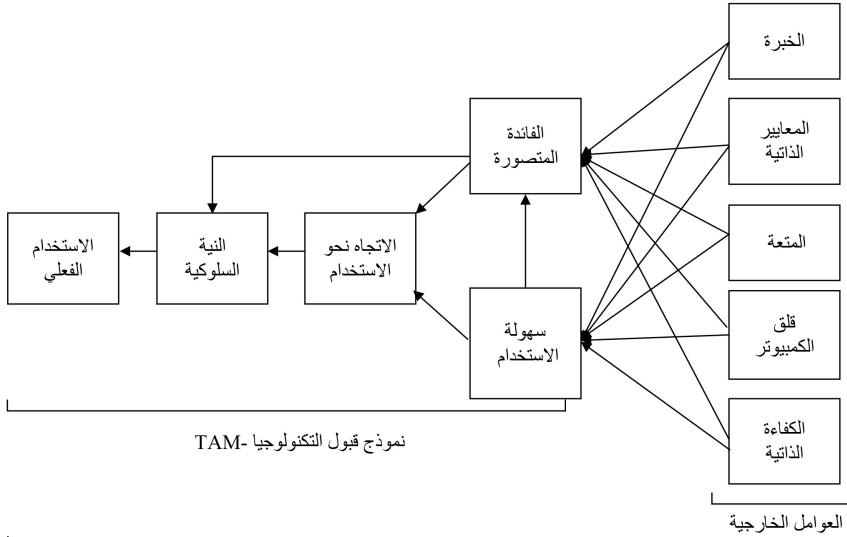 الخبرة
المعايير
الذاتية
المتعة
قلق
الكمبيوتر
الكفاءة
الذاتية
العوامل الخارجية
الفائدة
المتصورة
سهولة
الاستخدام
الاتجاه نحو
الاستخدام
النية
السلوكية
الاستخدام
الفعلي
نموذج قبول التكنولوجيا -TAM